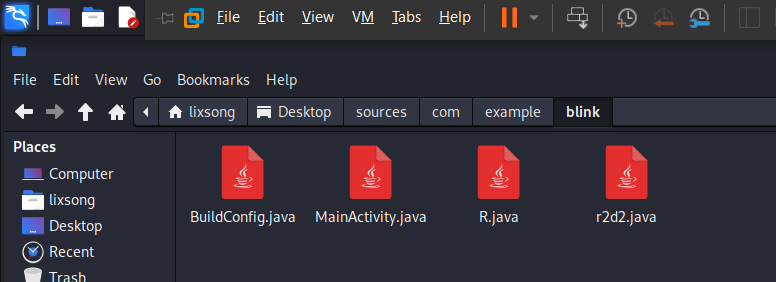 File Edit View VM Tabs Help
File Edit View Go Bookmarks Help
lixsong Desktop sources com example blink
Places
Computer
lixsong
Desktop
Recent
Trash
BuildConfig.java MainActivity.java R.java r2d2.java